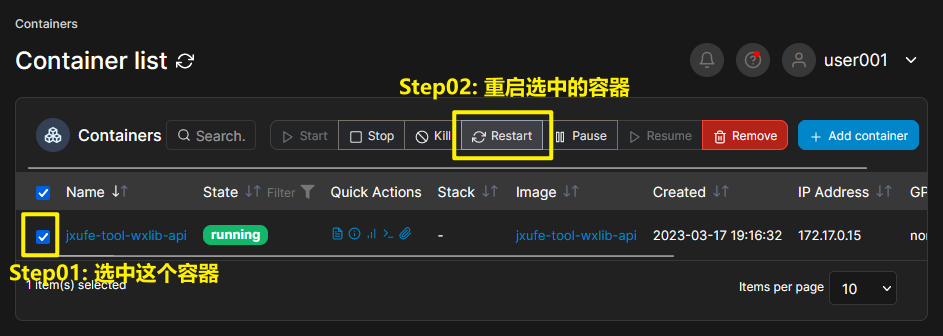 Containers
Container list
user001
Step02: 重启选中的容器
Containers Search. Start Stop Kill Restart Pause Resume Remove + Add container
Name State Filter Quick Actions Stack Image Created IP Address GP
jxufe-tool-wxlib-api running - jxufe-tool-wxlib-api 2023-03-17 19:16:32 172.17.0.15 non
Step01: 选中这个容器
1 item(s) selected
Items per page 10